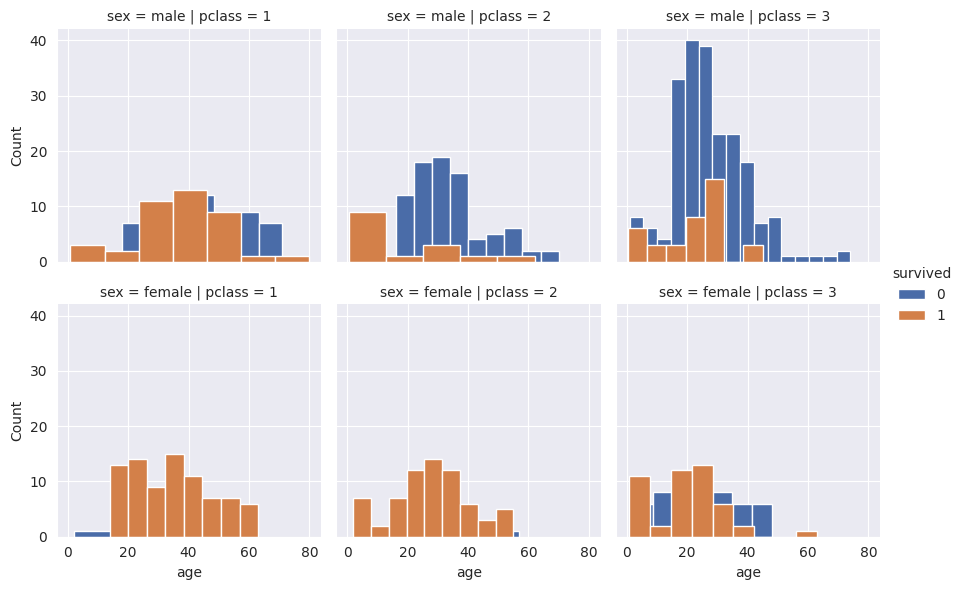 sex = male | pclass = 1
sex = male | pclass = 2
sex = male | pclass = 3
40
30
20
10
0
Count
sex = female | pclass = 1
sex = female | pclass = 2
sex = female | pclass = 3
40
30
20
10
0
Count
0 20 40 60 80
0 20 40 60 80
0 20 40 60 80
age
age
age
survived
0
1